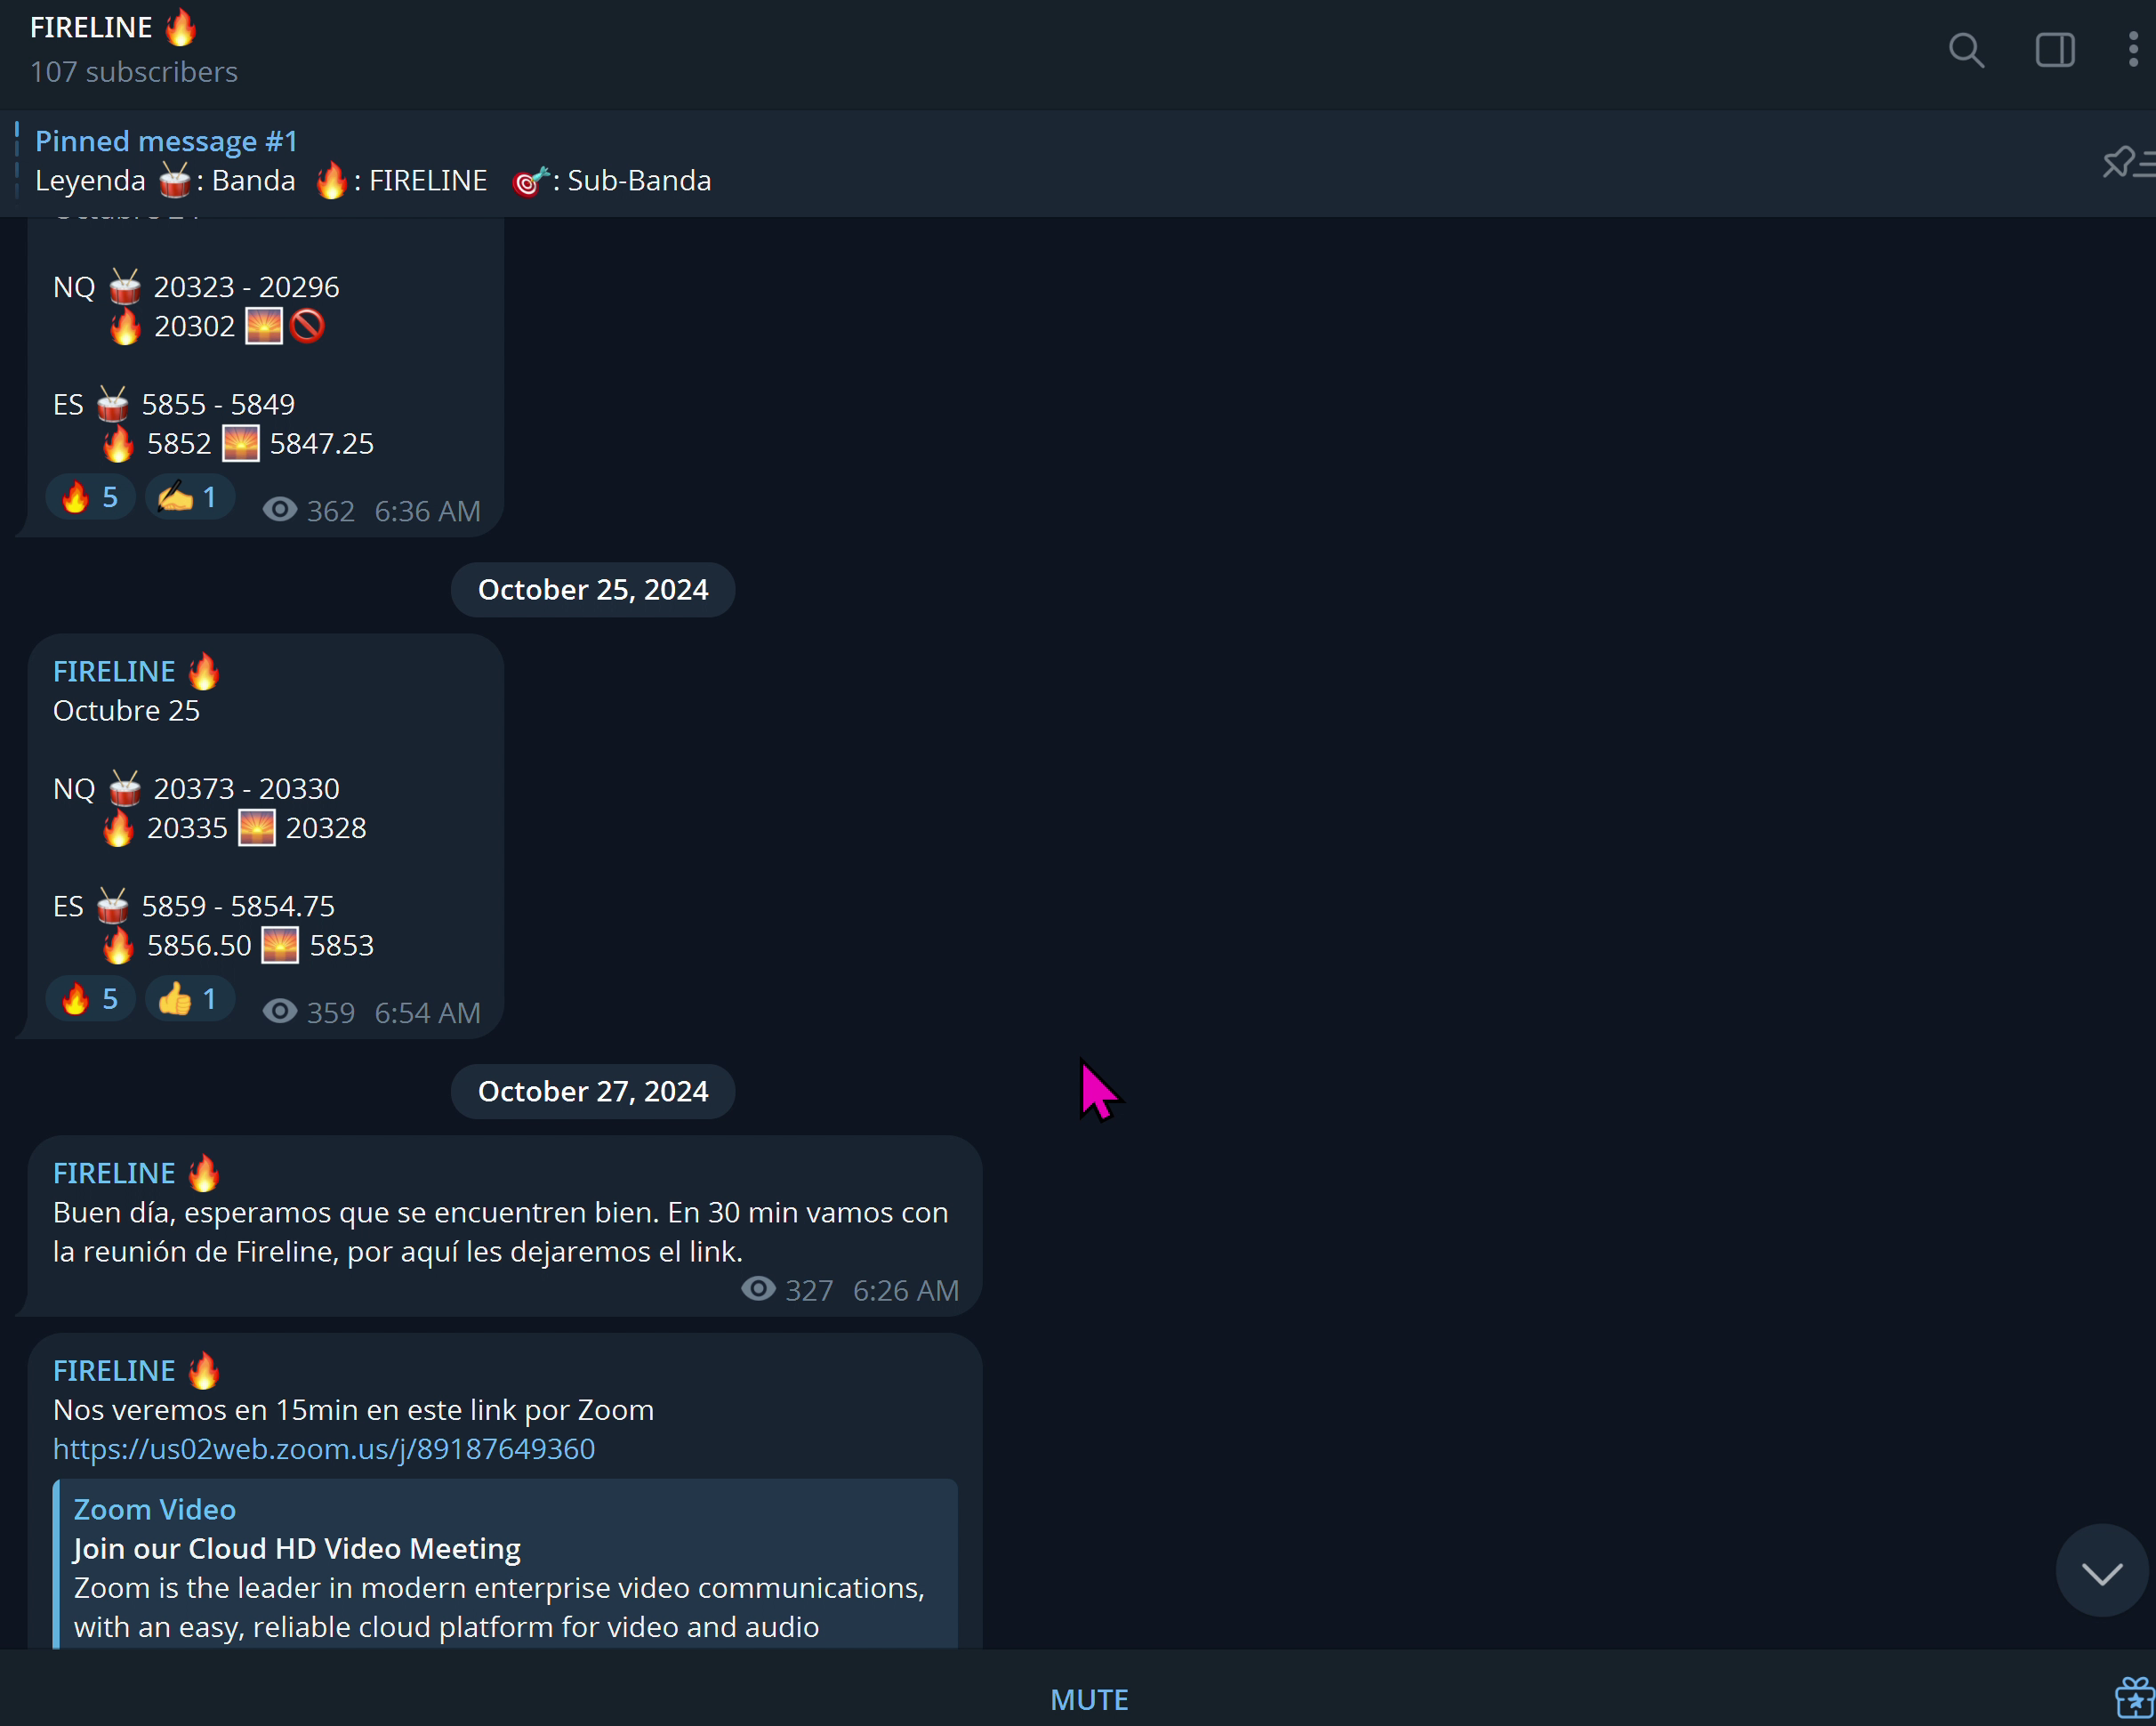 FIRELINE 🔥
107 subscribers
Pinned message #1
Leyenda 🥁: Banda 🔥: FIRELINE 🎯: Sub-Banda
NQ 🥁 20323 - 20296
🔥 20302 🌅🚫
ES 🥁 5855 - 5849
🔥 5852 🌅 5847.25
🔥 5 ✍️ 1 362 6:36 AM
October 25, 2024
FIRELINE 🔥
Octubre 25
NQ 🥁 20373 - 20330
🔥 20335 🌅 20328
ES 🥁 5859 - 5854.75
🔥 5856.50 🌅 5853
🔥 5 👍 1 359 6:54 AM
October 27, 2024
FIRELINE 🔥
Buen día, esperamos que se encuentren bien. En 30 min vamos con
la reunión de Fireline, por aquí les dejaremos el link.
327 6:26 AM
FIRELINE 🔥
Nos veremos en 15min en este link por Zoom
https://us02web.zoom.us/j/89187649360
Zoom Video
Join our Cloud HD Video Meeting
Zoom is the leader in modern enterprise video communications,
with an easy, reliable cloud platform for video and audio
MUTE